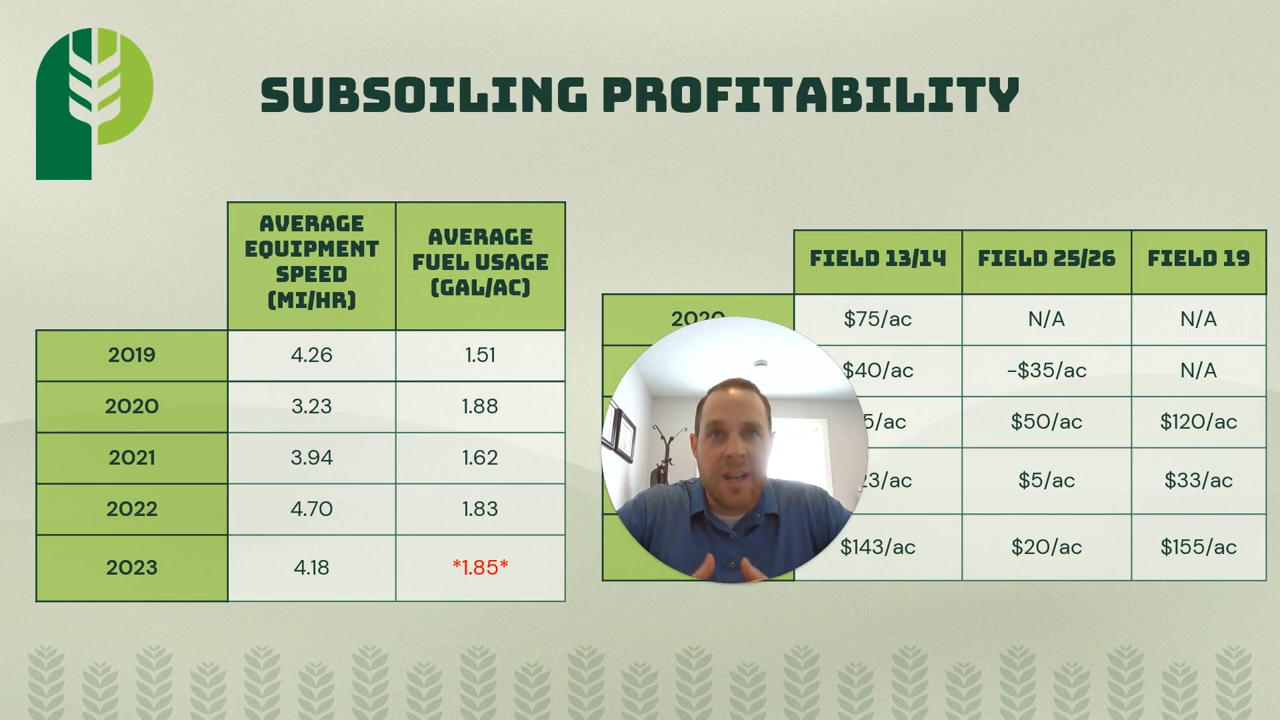 SUBSOILING PROFITABILITY
AVERAGE EQUIPMENT SPEED (MI/HR) AVERAGE FUEL USAGE (GAL/AC)
2019 4.26 1.51
2020 3.23 1.88
2021 3.94 1.62
2022 4.70 1.83
2023 4.18 *1.85*
FIELD 13/14 FIELD 25/26 FIELD 19
2020 $75/ac N/A N/A
$40/ac -$35/ac N/A
$50/ac $120/ac
$5/ac $33/ac
$143/ac $20/ac $155/ac